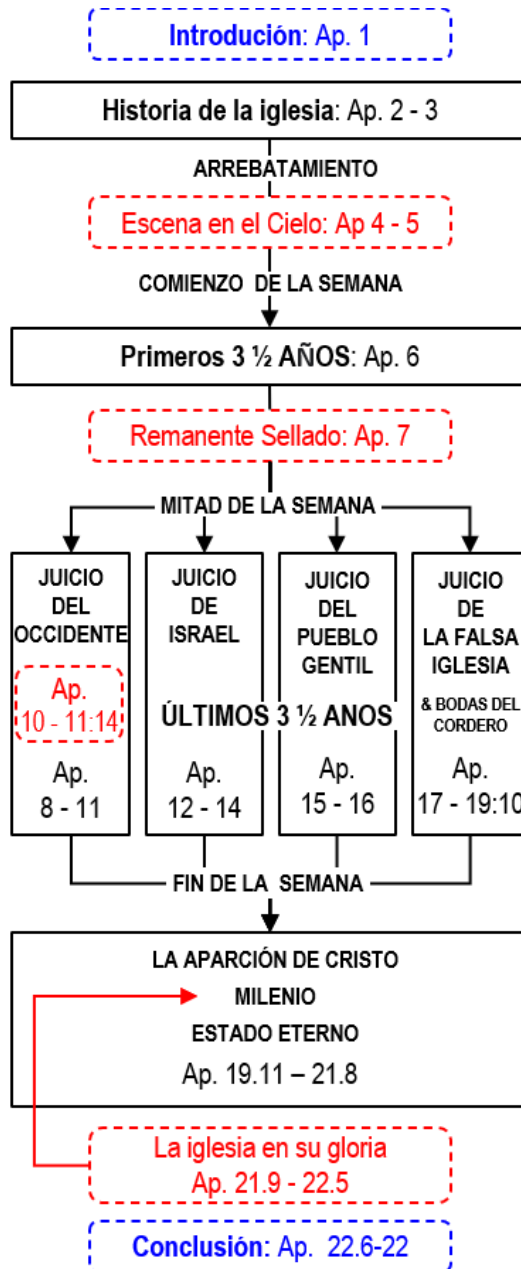 Introdución: Ap. 1
Historia de la iglesia: Ap. 2 - 3
ARREBATAMIENTO
Escena en el Cielo: Ap 4 - 5
COMIENZO DE LA SEMANA
Primeros 3 ½ AÑOS: Ap. 6
Remanente Sellado: Ap. 7
MITAD DE LA SEMANA
JUICIO
DEL
OCCIDENTE
Ap.
10 - 11:14
Ap.
8 - 11
JUICIO
DE
ISRAEL
Ap.
12 - 14
JUICIO
DEL
PUEBLO
GENTIL
Ap.
15 - 16
JUICIO
DE
LA FALSA
IGLESIA
& BODAS DEL
CORDERO
Ap.
17 - 19:10
ÚLTIMOS 3 ½ ANOS
FIN DE LA SEMANA
LA APARCIÓN DE CRISTO
MILENIO
ESTADO ETERNO
Ap. 19.11 – 21.8
La iglesia en su gloria
Ap. 21.9 - 22.5
Conclusión: Ap. 22.6-22